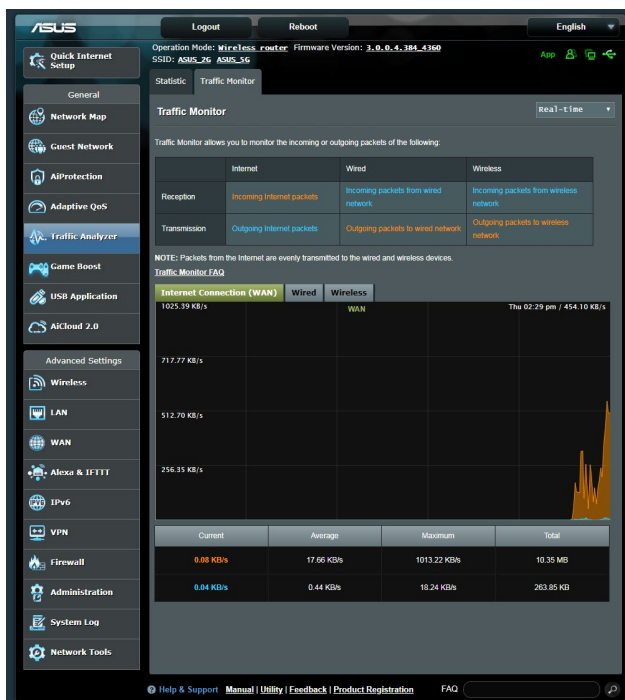 ASUS
Logout
Reboot
English
Quick Internet
Setup
Operation Mode: Wireless router Firmware Version: 3.0.0.4.384_4360
SSID: ASUS_2G ASUS_5G
App
Statistic
Traffic Monitor
General
Network Map
Guest Network
AiProtection
Adaptive QoS
Traffic Analyzer
Game Boost
USB Application
AiCloud 2.0
Advanced Settings
Wireless
LAN
WAN
Alexa & IFTTT
IPv6
VPN
Firewall
Administration
System Log
Network Tools
Traffic Monitor
Real-time
Traffic Monitor allows you to monitor the incoming or outgoing packets of the following:
Internet Wired Wireless
Reception
Incoming Internet packets
Incoming packets from wired
network
Incoming packets from wireless
network
Transmission
Outgoing Internet packets
Outgoing packets to wired network
Outgoing packets to wireless
network
NOTE: Packets from the Internet are evenly transmitted to the wired and wireless devices.
Traffic Monitor FAQ
Internet Connection (WAN) Wired Wireless
1025.39 KB/s
WAN
Thu 02:29 pm / 454.10 KB/s
717.77 KB/s
512.70 KB/s
256.35 KB/s
Current Average Maximum Total
0.08 KB/s 17.66 KB/s 1013.22 KB/s 10.35 MB
0.04 KB/s 0.44 KB/s 18.24 KB/s 263.85 KB
Help & Support Manual | Utility | Feedback | Product Registration FAQ